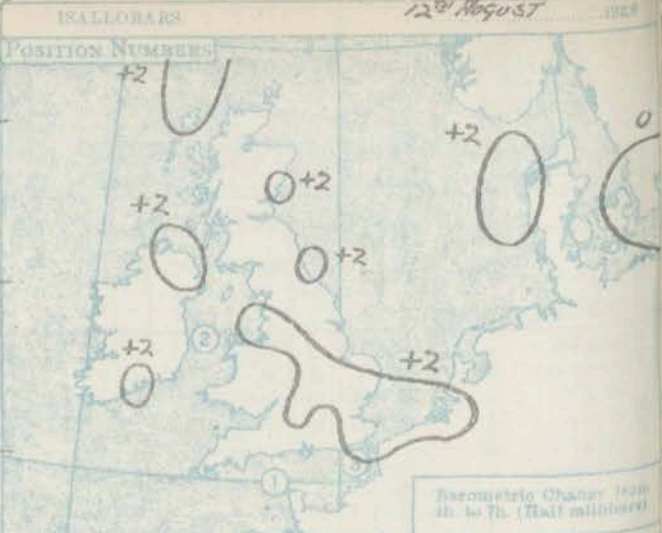 ISALLOBARS
12TH AUGUST 1928
POSITION NUMBERS
+2
+2
0
+2
+2
+2
②
+2
+2
③
①
Barometric Change from
4h. to 7h. (Half millibars)